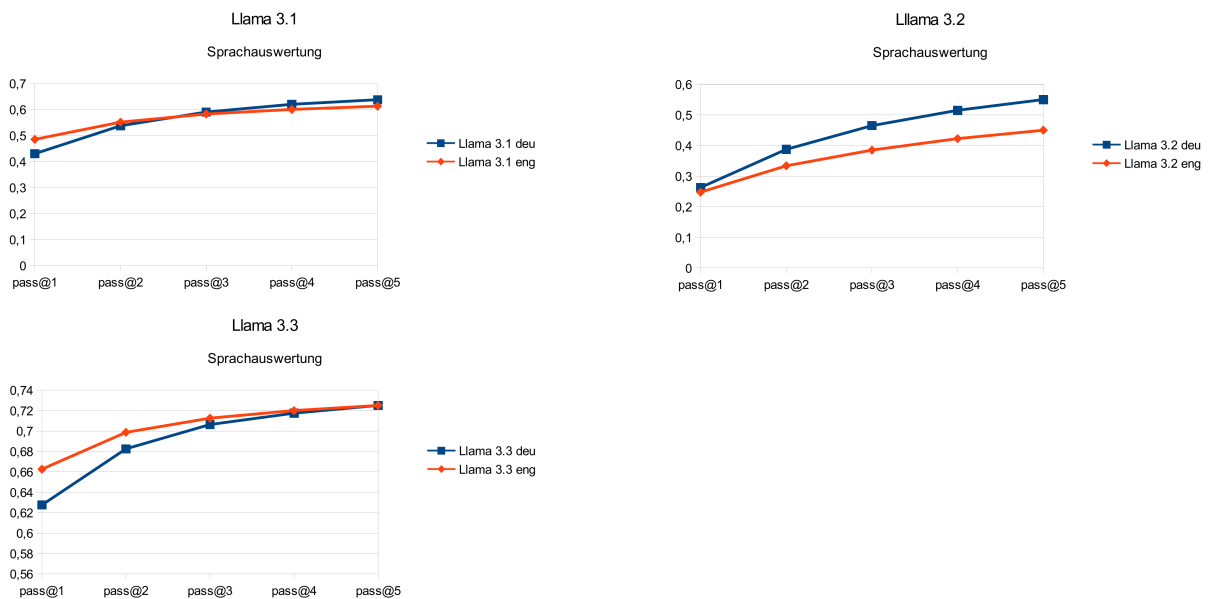 Llama 3.1
Sprachauswertung
0,7
0,6
0,5
0,4
0,3
0,2
0,1
0
pass@1 pass@2 pass@3 pass@4 pass@5
Llama 3.1 deu
Llama 3.1 eng
Lllama 3.2
Sprachauswertung
0,6
0,5
0,4
0,3
0,2
0,1
0
pass@1 pass@2 pass@3 pass@4 pass@5
Llama 3.2 deu
Llama 3.2 eng
Llama 3.3
Sprachauswertung
0,74
0,72
0,7
0,68
0,66
0,64
0,62
0,6
0,58
0,56
pass@1 pass@2 pass@3 pass@4 pass@5
Llama 3.3 deu
Llama 3.3 eng